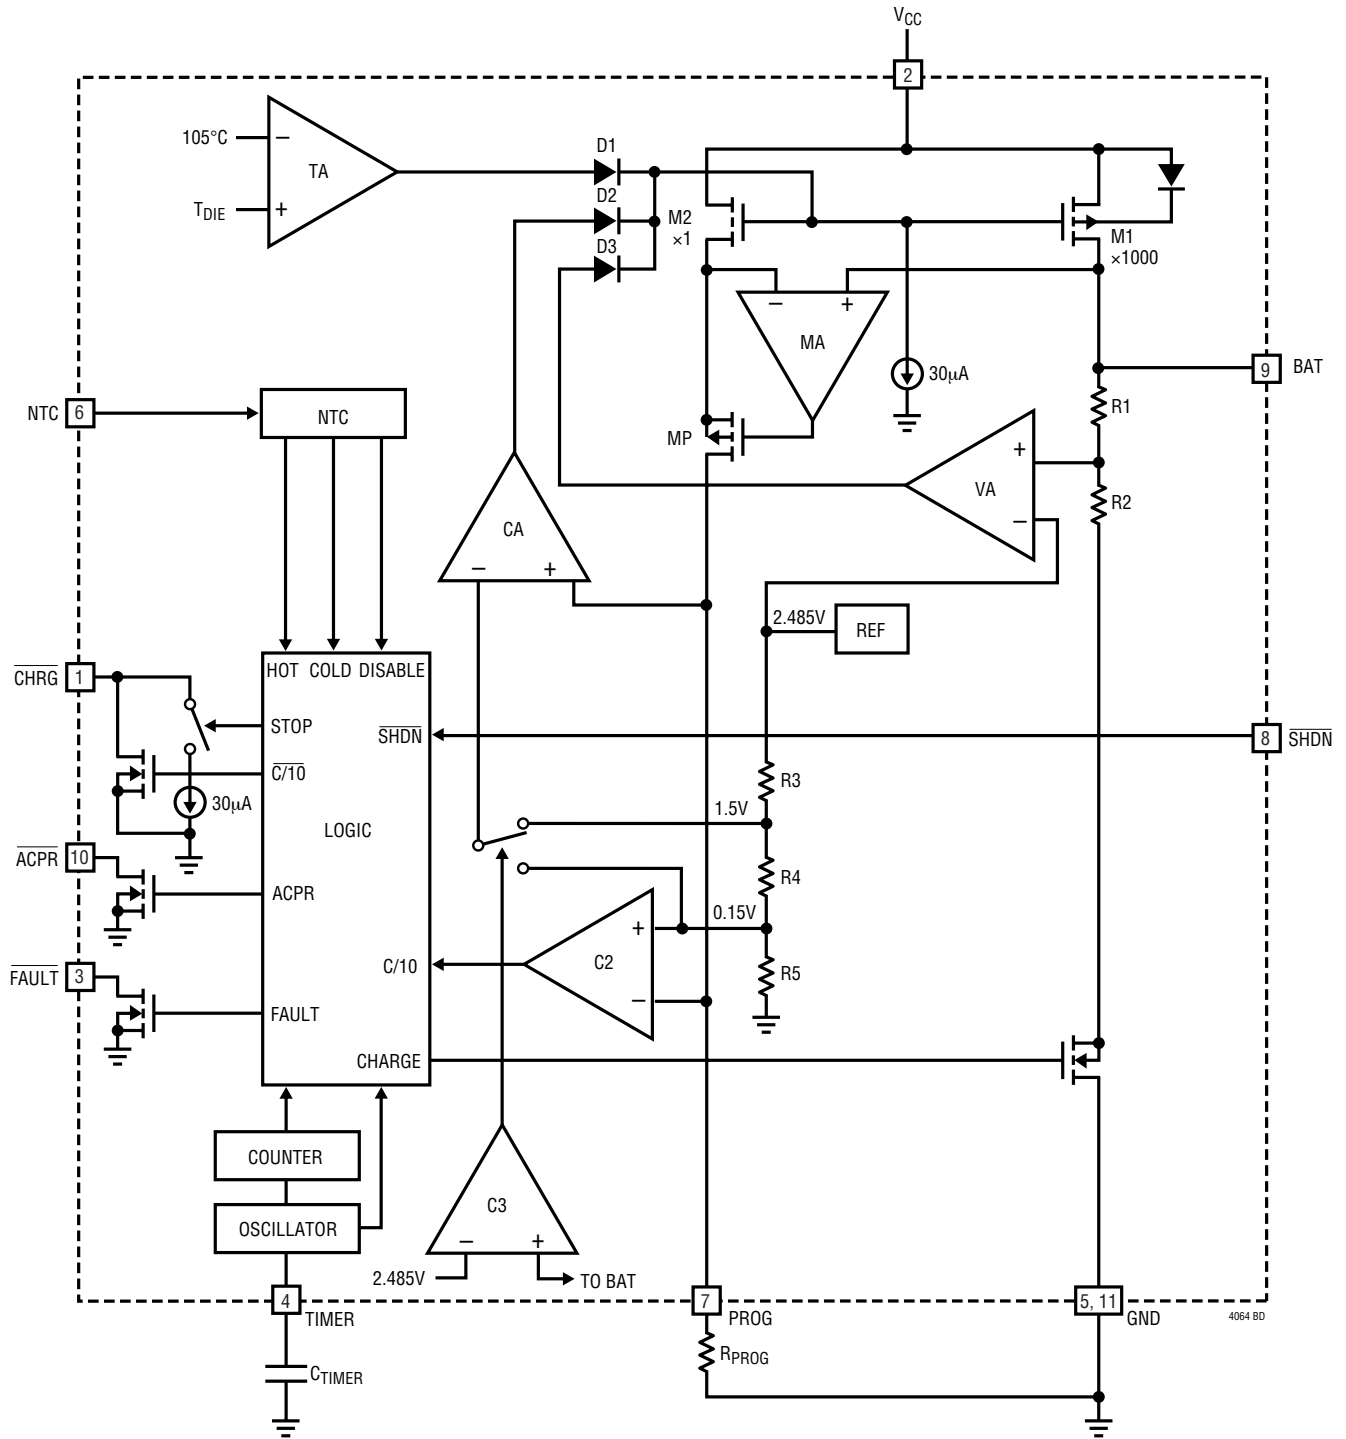 VCC
2
105°C
–
TA
TDIE
+
D1
D2
D3
M2
×1
M1
×1000
–
+
MA
30µA
9
BAT
R1
NTC
6
NTC
MP
+
VA
–
R2
CA
–
+
2.485V
REF
CHRG
1
HOT
COLD
DISABLE
STOP
SHDN
8
SHDN
C/10
30µA
R3
1.5V
LOGIC
ACPR
10
ACPR
R4
0.15V
+
C2
–
C/10
R5
FAULT
3
FAULT
CHARGE
COUNTER
OSCILLATOR
C3
–
+
2.485V
TO BAT
4
TIMER
7
PROG
5, 11
GND
4064 BD
RPROG
CTIMER